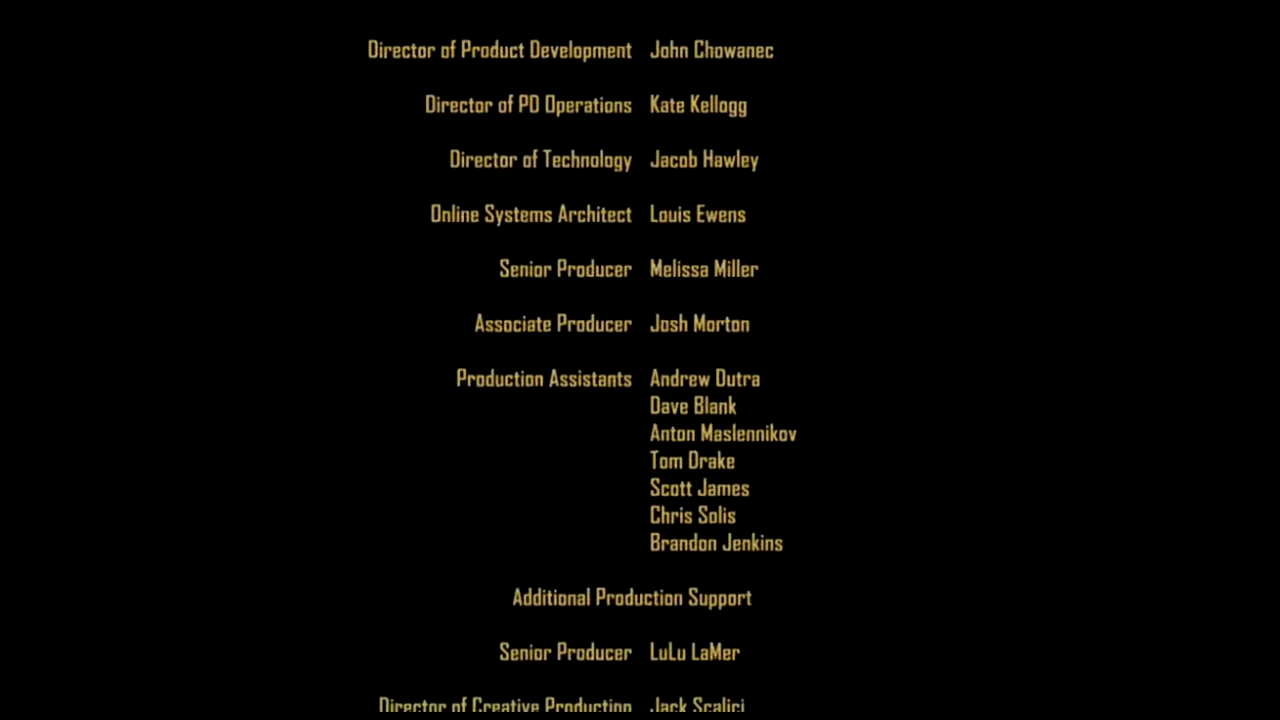 Director of Product Development John Chowanec
Director of PD Operations Kate Kellogg
Director of Technology Jacob Hawley
Online Systems Architect Louis Ewens
Senior Producer Melissa Miller
Associate Producer Josh Morton
Production Assistants Andrew Dutra
Dave Blank
Anton Maslennikov
Tom Drake
Scott James
Chris Solis
Brandon Jenkins
Additional Production Support
Senior Producer LuLu LaMer
Director of Creative Production Jack Scalici